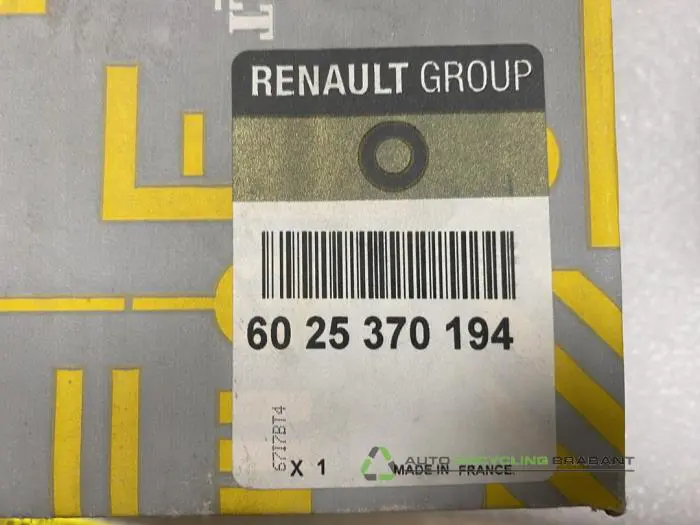 RENAULT GROUP
60 25 370 194
6717BT4
X 1
MADE IN FRANCE.
AUTO RECYCLING BRABANT